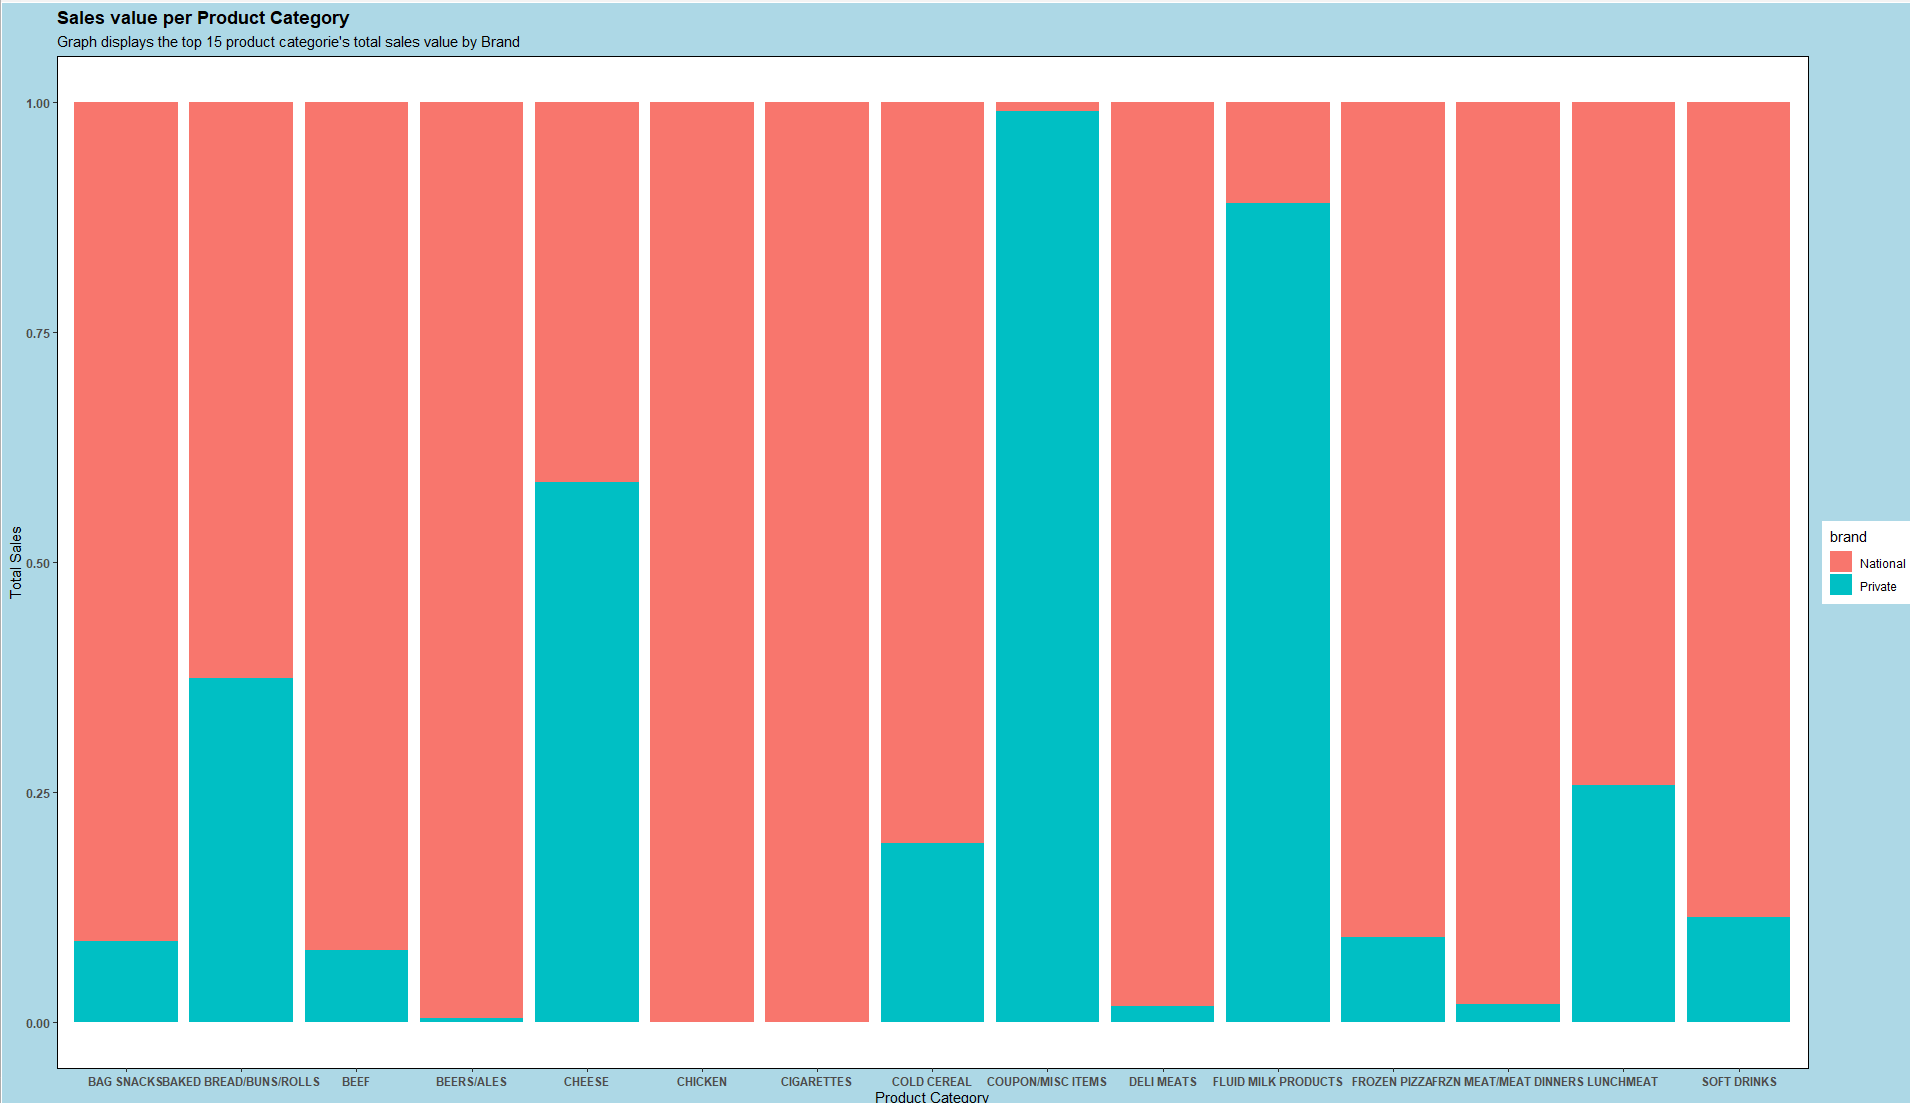 Sales value per Product Category
Graph displays the top 15 product categorie's total sales value by Brand
1.00
0.75
0.50
0.25
0.00
Total Sales
BAG SNACKS BAKED BREAD/BUNS/ROLLS BEEF BEERS/ALES CHEESE CHICKEN CIGARETTES COLD CEREAL COUPON/MISC ITEMS DELI MEATS FLUID MILK PRODUCTS FROZEN PIZZA FRZN MEAT/MEAT DINNERS LUNCHMEAT SOFT DRINKS
Product Category
brand
National
Private